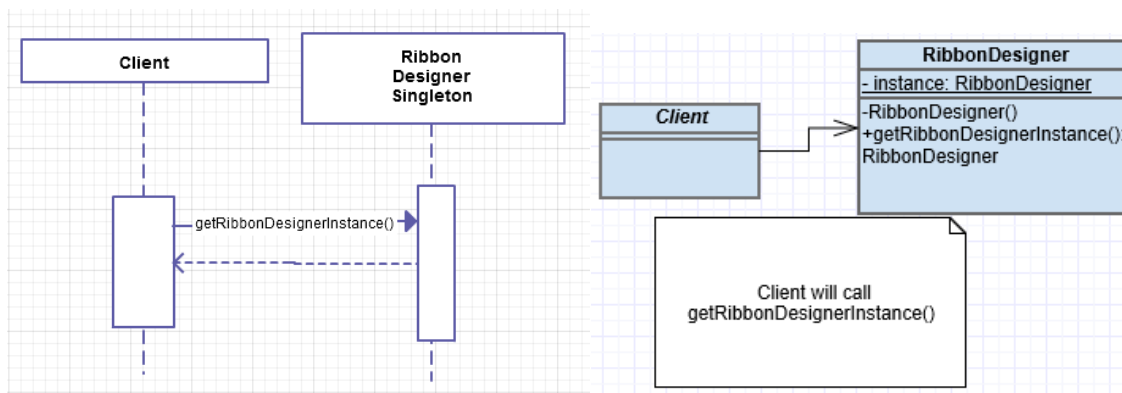 Client
Ribbon
Designer
Singleton
getRibbonDesignerInstance()
Client
RibbonDesigner
- instance: RibbonDesigner
-RibbonDesigner()
+getRibbonDesignerInstance():
RibbonDesigner
Client will call
getRibbonDesignerInstance()